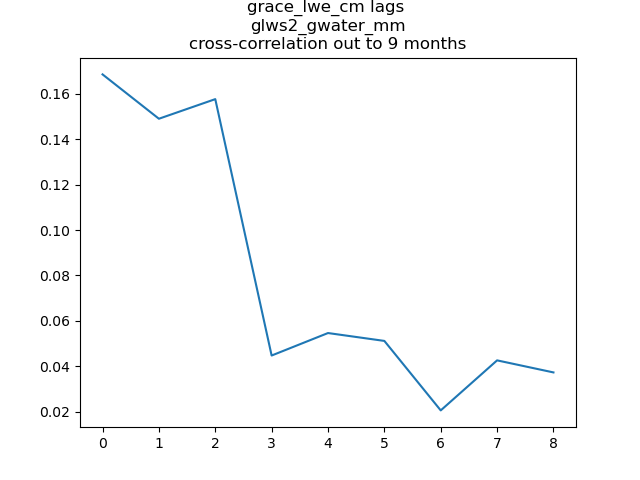 grace_lwe_cm lags
glws2_gwater_mm
cross-correlation out to 9 months
0.16
0.14
0.12
0.10
0.08
0.06
0.04
0.02
0 1 2 3 4 5 6 7 8